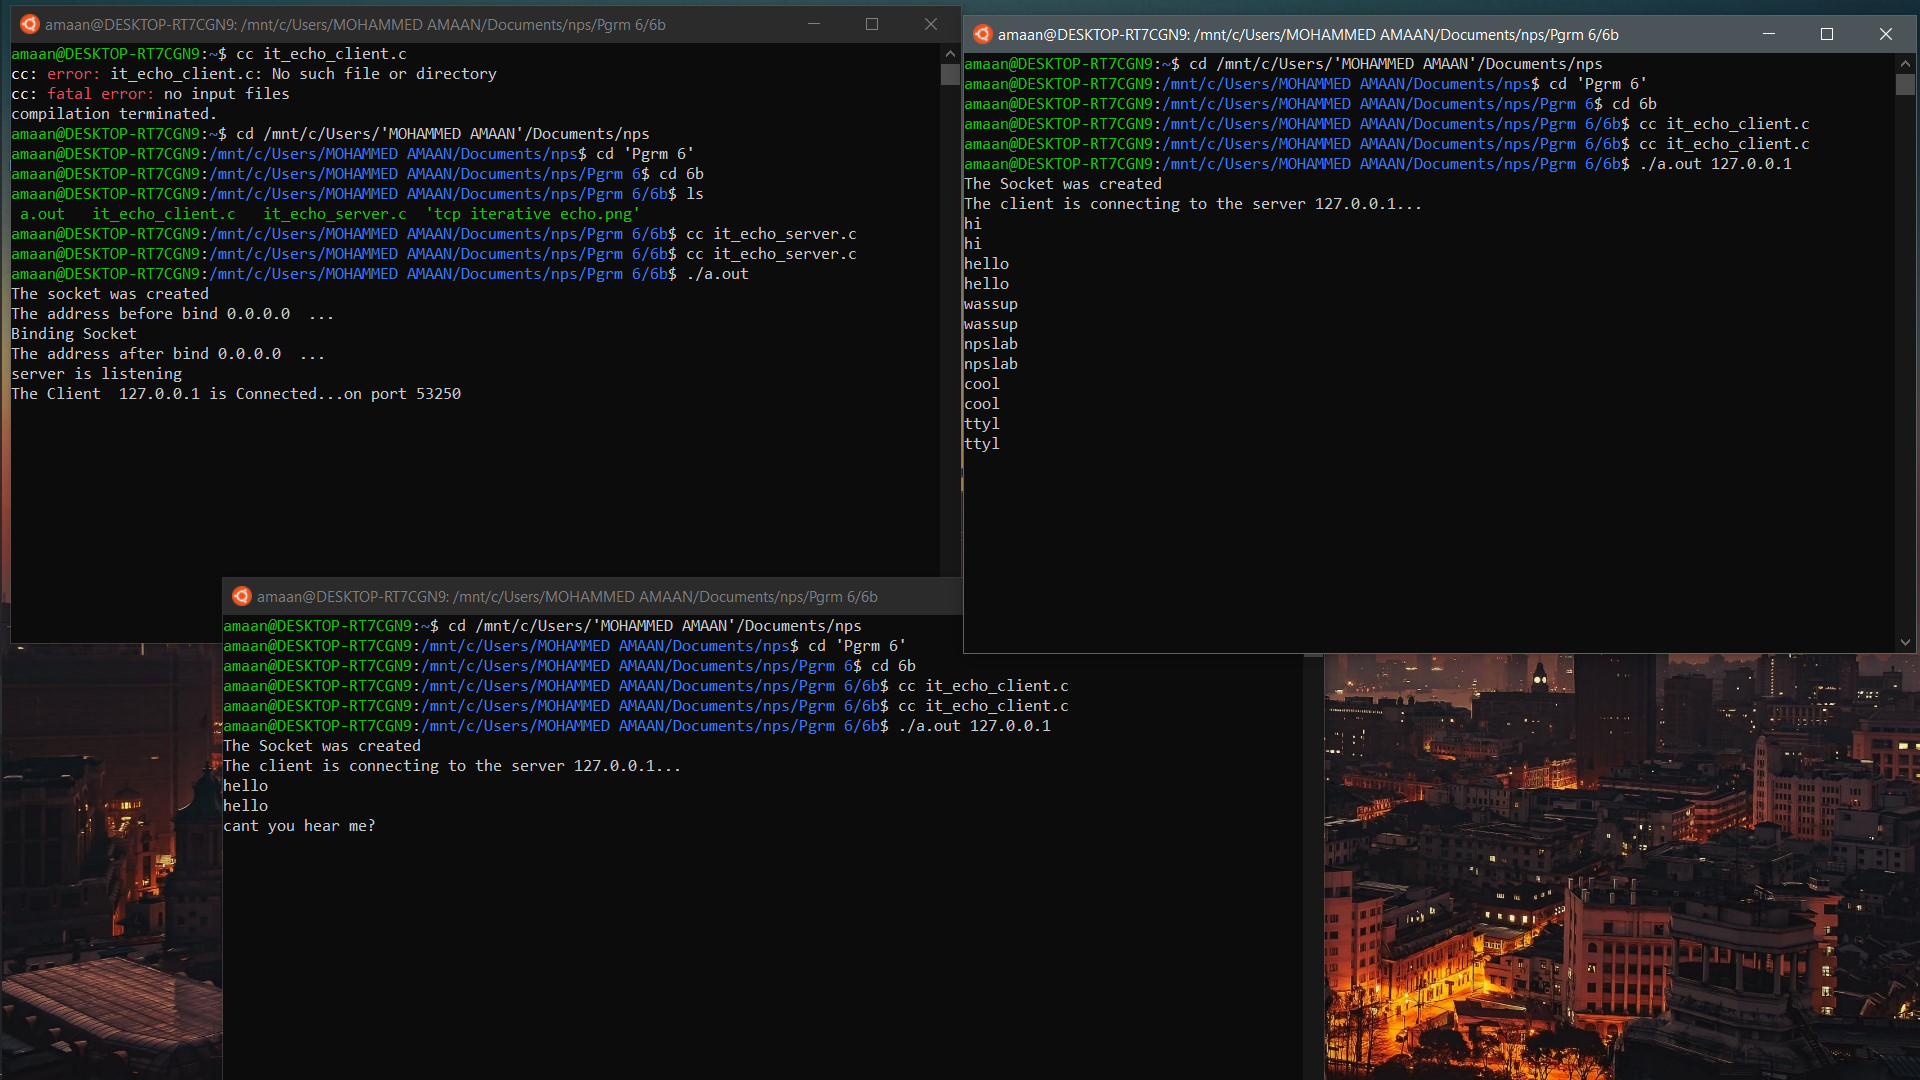 amaan@DESKTOP-RT7CGN9: /mnt/c/Users/MOHAMMED AMAAN/Documents/nps/Pgrm 6/6b
amaan@DESKTOP-RT7CGN9:~$ cc it_echo_client.c
cc: error: it_echo_client.c: No such file or directory
cc: fatal error: no input files
compilation terminated.
amaan@DESKTOP-RT7CGN9:~$ cd /mnt/c/Users/'MOHAMMED AMAAN'/Documents/nps
amaan@DESKTOP-RT7CGN9:/mnt/c/Users/MOHAMMED AMAAN/Documents/nps$ cd 'Pgrm 6'
amaan@DESKTOP-RT7CGN9:/mnt/c/Users/MOHAMMED AMAAN/Documents/nps/Pgrm 6$ cd 6b
amaan@DESKTOP-RT7CGN9:/mnt/c/Users/MOHAMMED AMAAN/Documents/nps/Pgrm 6/6b$ ls
a.out   it_echo_client.c   it_echo_server.c  'tcp iterative echo.png'
amaan@DESKTOP-RT7CGN9:/mnt/c/Users/MOHAMMED AMAAN/Documents/nps/Pgrm 6/6b$ cc it_echo_server.c
amaan@DESKTOP-RT7CGN9:/mnt/c/Users/MOHAMMED AMAAN/Documents/nps/Pgrm 6/6b$ cc it_echo_server.c
amaan@DESKTOP-RT7CGN9:/mnt/c/Users/MOHAMMED AMAAN/Documents/nps/Pgrm 6/6b$ ./a.out
The socket was created
The address before bind 0.0.0.0  ...
Binding Socket
The address after bind 0.0.0.0  ...
server is listening
The Client  127.0.0.1 is Connected...on port 53250
amaan@DESKTOP-RT7CGN9: /mnt/c/Users/MOHAMMED AMAAN/Documents/nps/Pgrm 6/6b
amaan@DESKTOP-RT7CGN9:~$ cd /mnt/c/Users/'MOHAMMED AMAAN'/Documents/nps
amaan@DESKTOP-RT7CGN9:/mnt/c/Users/MOHAMMED AMAAN/Documents/nps$ cd 'Pgrm 6'
amaan@DESKTOP-RT7CGN9:/mnt/c/Users/MOHAMMED AMAAN/Documents/nps/Pgrm 6$ cd 6b
amaan@DESKTOP-RT7CGN9:/mnt/c/Users/MOHAMMED AMAAN/Documents/nps/Pgrm 6/6b$ cc it_echo_client.c
amaan@DESKTOP-RT7CGN9:/mnt/c/Users/MOHAMMED AMAAN/Documents/nps/Pgrm 6/6b$ cc it_echo_client.c
amaan@DESKTOP-RT7CGN9:/mnt/c/Users/MOHAMMED AMAAN/Documents/nps/Pgrm 6/6b$ ./a.out 127.0.0.1
The Socket was created
The client is connecting to the server 127.0.0.1...
hi
hi
hello
hello
wassup
wassup
npslab
npslab
cool
cool
ttyl
ttyl
amaan@DESKTOP-RT7CGN9: /mnt/c/Users/MOHAMMED AMAAN/Documents/nps/Pgrm 6/6b
amaan@DESKTOP-RT7CGN9:~$ cd /mnt/c/Users/'MOHAMMED AMAAN'/Documents/nps
amaan@DESKTOP-RT7CGN9:/mnt/c/Users/MOHAMMED AMAAN/Documents/nps$ cd 'Pgrm 6'
amaan@DESKTOP-RT7CGN9:/mnt/c/Users/MOHAMMED AMAAN/Documents/nps/Pgrm 6$ cd 6b
amaan@DESKTOP-RT7CGN9:/mnt/c/Users/MOHAMMED AMAAN/Documents/nps/Pgrm 6/6b$ cc it_echo_client.c
amaan@DESKTOP-RT7CGN9:/mnt/c/Users/MOHAMMED AMAAN/Documents/nps/Pgrm 6/6b$ cc it_echo_client.c
amaan@DESKTOP-RT7CGN9:/mnt/c/Users/MOHAMMED AMAAN/Documents/nps/Pgrm 6/6b$ ./a.out 127.0.0.1
The Socket was created
The client is connecting to the server 127.0.0.1...
hello
hello
cant you hear me?